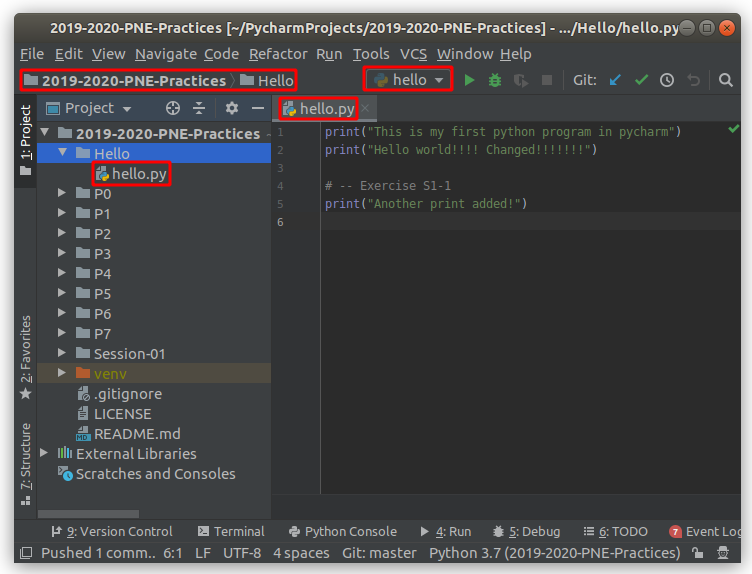 2019-2020-PNE-Practices [~/PycharmProjects/2019-2020-PNE-Practices] - .../Hello/hello.py
File Edit View Navigate Code Refactor Run Tools VCS Window Help
2019-2020-PNE-Practices Hello hello Git:
1: Project
Project
hello.py
2019-2020-PNE-Practices
Hello
hello.py
P0
P1
P2
P3
P4
P5
P6
P7
Session-01
venv
.gitignore
LICENSE
README.md
External Libraries
Scratches and Consoles
2: Favorites
7: Structure
1 print("This is my first python program in pycharm")
2 print("Hello world!!!! Changed!!!!!!!")
3
4 # -- Exercise S1-1
5 print("Another print added!")
6
9: Version Control Terminal Python Console 4: Run 5: Debug 6: TODO 7 Event Log
Pushed 1 comm.. 6:1 LF UTF-8 4 spaces Git: master Python 3.7 (2019-2020-PNE-Practices)